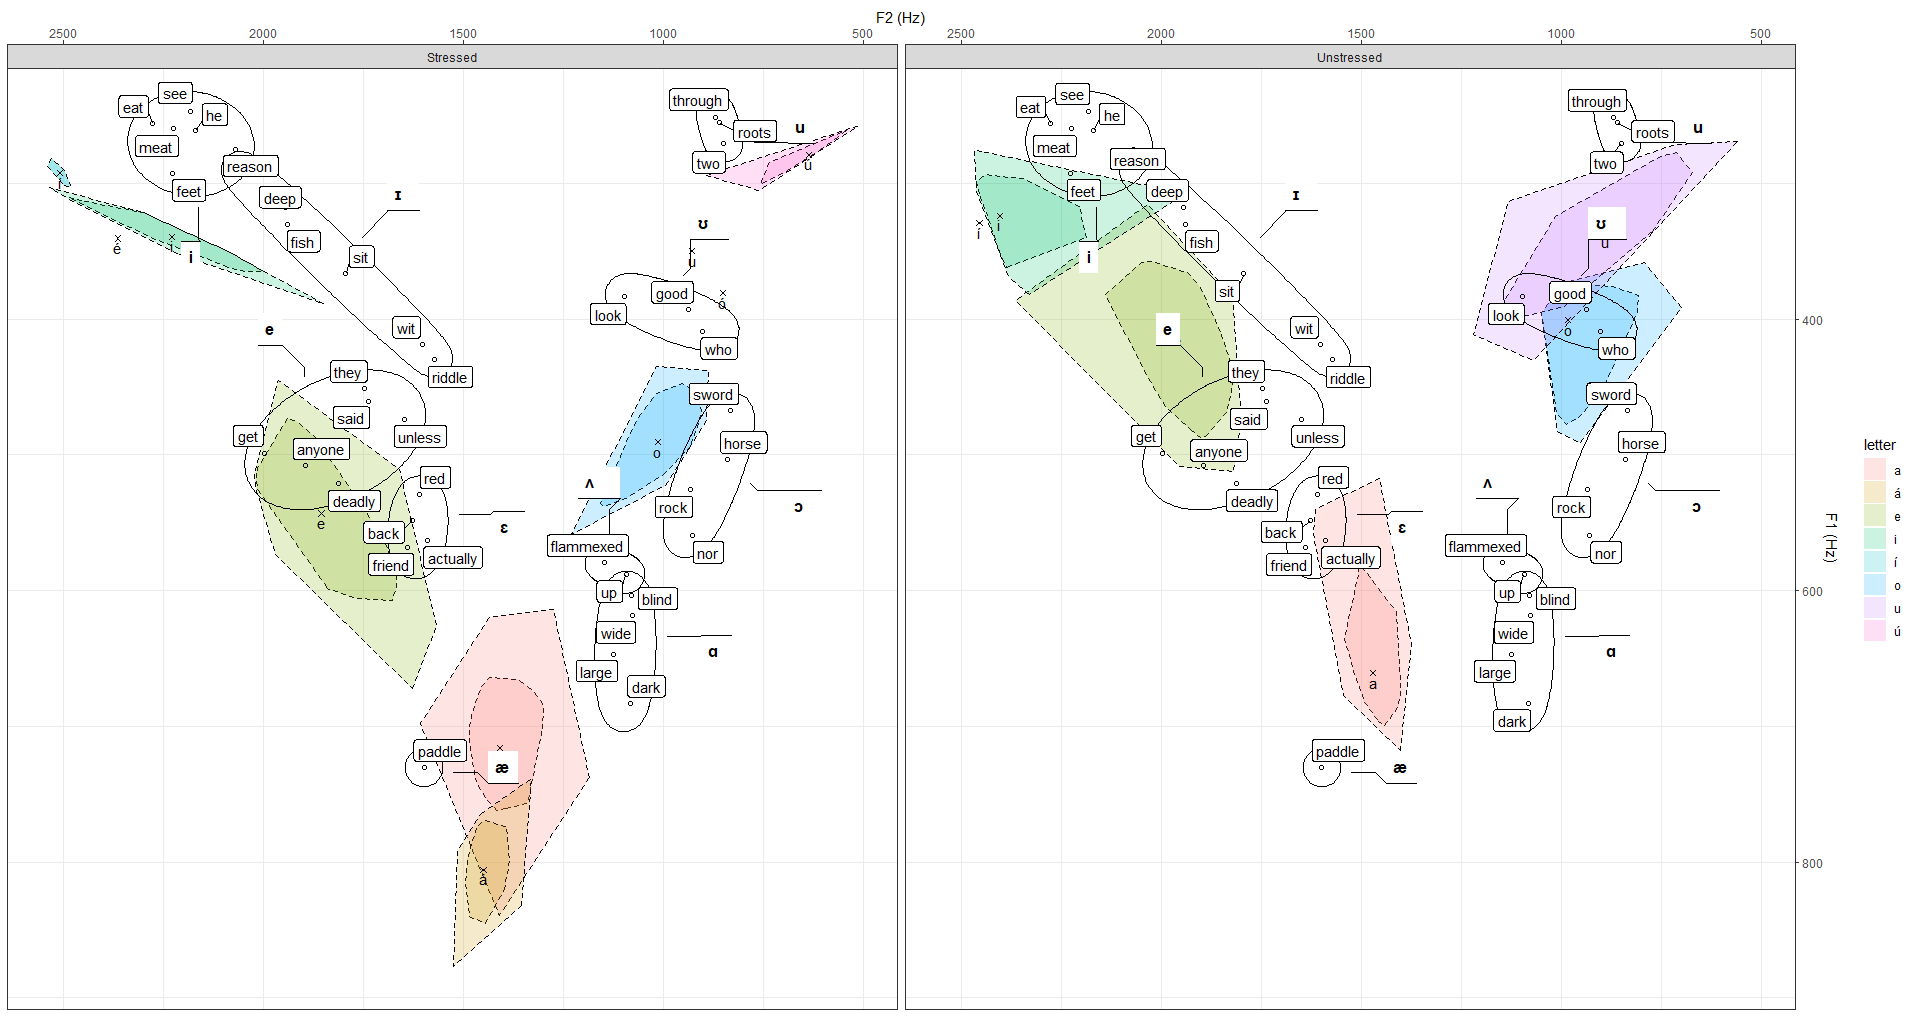 F2 (Hz)
2500 2000 1500 1000 500 2500 2000 1500 1000 500
Stressed Unstressed
see
eat
he
meat
reason
feet
deep
fish
sit
wit
riddle
ɪ
í
é
i
i
through
roots
two
u
ú
ʊ
u
good
ó
look
who
e
they
said
get
unless
anyone
red
deadly
e
back
friend
actually
ɛ
sword
horse
o
ʌ
rock
ɔ
flammexed
nor
up
blind
wide
ɑ
large
dark
paddle
æ
á
see
eat
he
meat
reason
feet
deep
fish
sit
wit
riddle
ɪ
í
i
i
through
roots
two
u
ʊ
u
good
look
o
who
e
they
said
get
unless
anyone
red
deadly
back
friend
actually
ɛ
sword
horse
ʌ
rock
ɔ
flammexed
nor
up
blind
wide
ɑ
large
dark
a
paddle
æ
400
600
800
F1 (Hz)
letter
a
á
e
i
í
o
u
ú